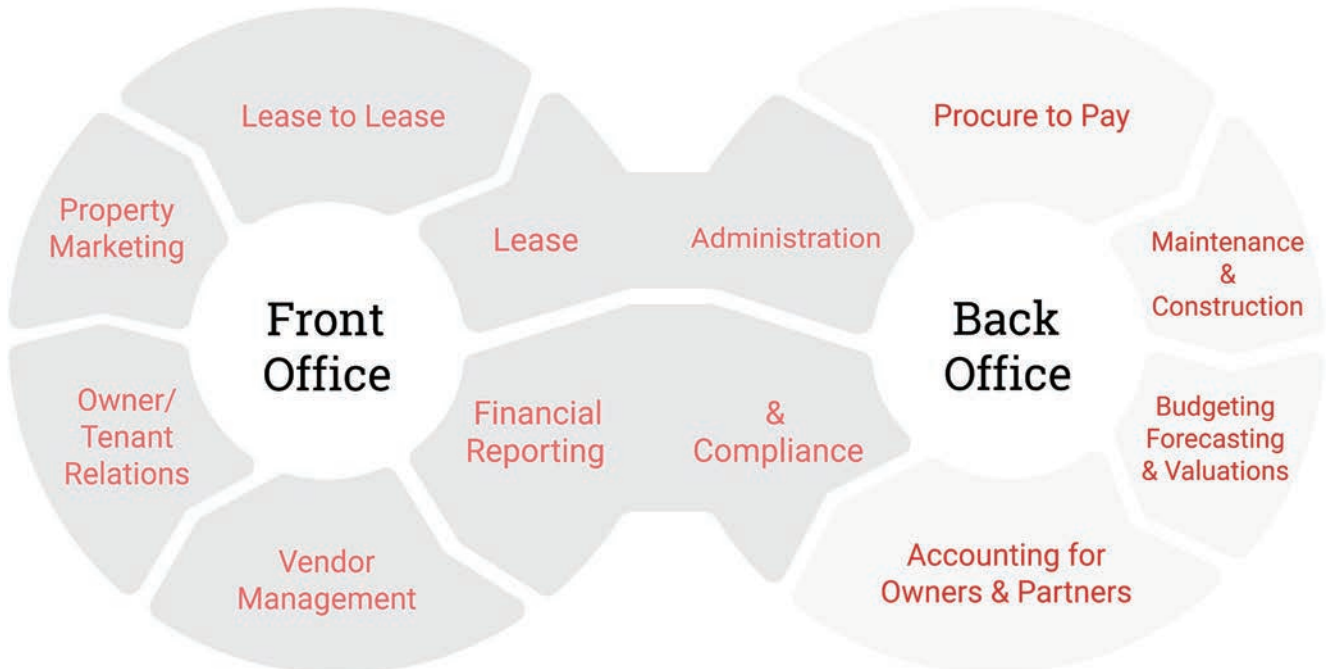 Lease to Lease
Property
Marketing
Front
Office
Owner/
Tenant
Relations
Vendor
Management
Lease Administration
Financial &
Reporting Compliance
Procure to Pay
Maintenance
&
Construction
Back
Office
Budgeting
Forecasting
& Valuations
Accounting for
Owners & Partners